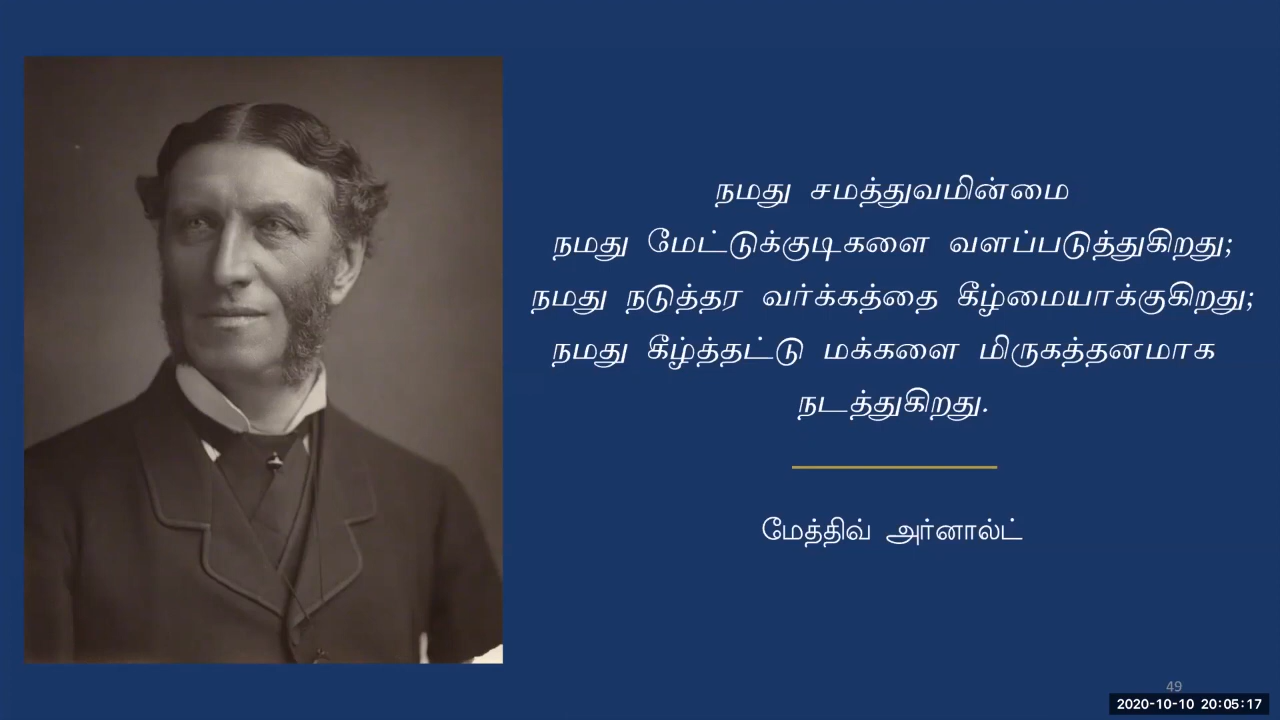 நமது சமத்துவமின்மை
நமது மேட்டுக்குடிகளை வளப்படுத்துகிறது;
நமது நடுத்தர வர்க்கத்தை கீழ்மையாக்குகிறது;
நமது கீழ்த்தட்டு மக்களை மிருகத்தனமாக
நடத்துகிறது.
மேத்திவ் அர்னால்ட்
49
2020-10-10 20:05:17